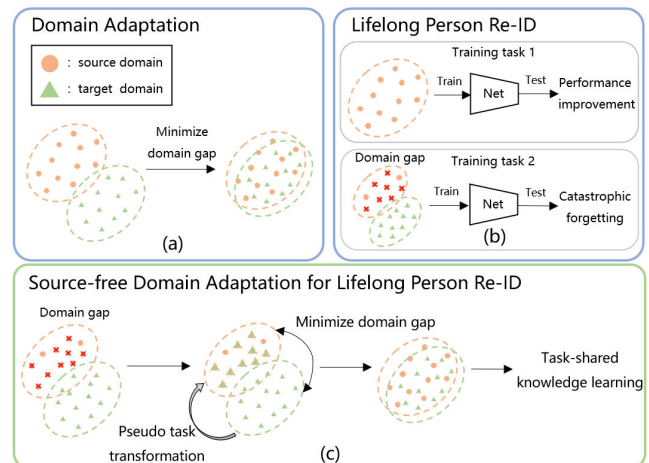 Domain Adaptation
: source domain
: target domain
Minimize
domain gap
(a)
Lifelong Person Re-ID
Training task 1
Train
Net
Test
Performance
improvement
Domain gap
Training task 2
Train
Net
Test
Catastrophic
forgetting
(b)
Source-free Domain Adaptation for Lifelong Person Re-ID
Domain gap
Minimize domain gap
Task-shared
knowledge learning
Pseudo task
transformation
(c)